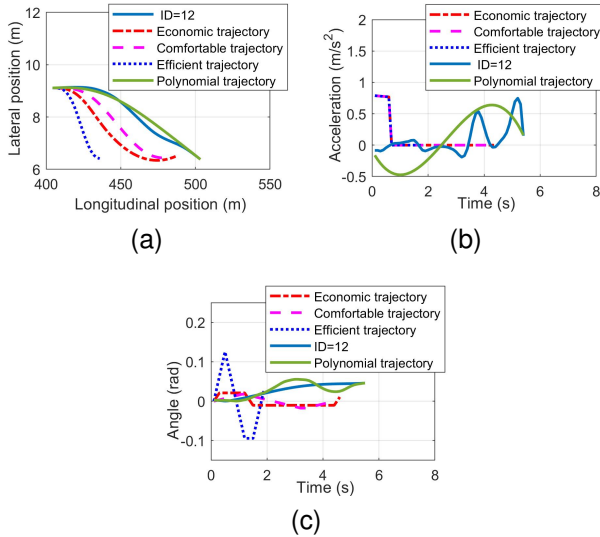 12
10
8
6
400
450
500
550
Lateral position (m)
Longitudinal position (m)
ID=12
Economic trajectory
Comfortable trajectory
Efficient trajectory
Polynomial trajectory
(a)
2
1.5
1
0.5
0
-0.5
0
2
4
6
8
Acceleration (m/s²)
Time (s)
Economic trajectory
Comfortable trajectory
Efficient trajectory
ID=12
Polynomial trajectory
(b)
0.2
0.1
0
-0.1
0
2
4
6
8
Angle (rad)
Time (s)
Economic trajectory
Comfortable trajectory
Efficient trajectory
ID=12
Polynomial trajectory
(c)